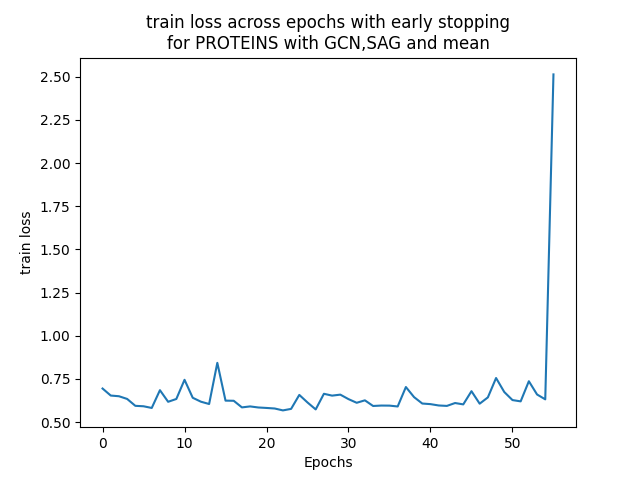 train loss across epochs with early stopping
for PROTEINS with GCN,SAG and mean
2.50
2.25
2.00
1.75
1.50
1.25
1.00
0.75
0.50
train loss
0 10 20 30 40 50
Epochs